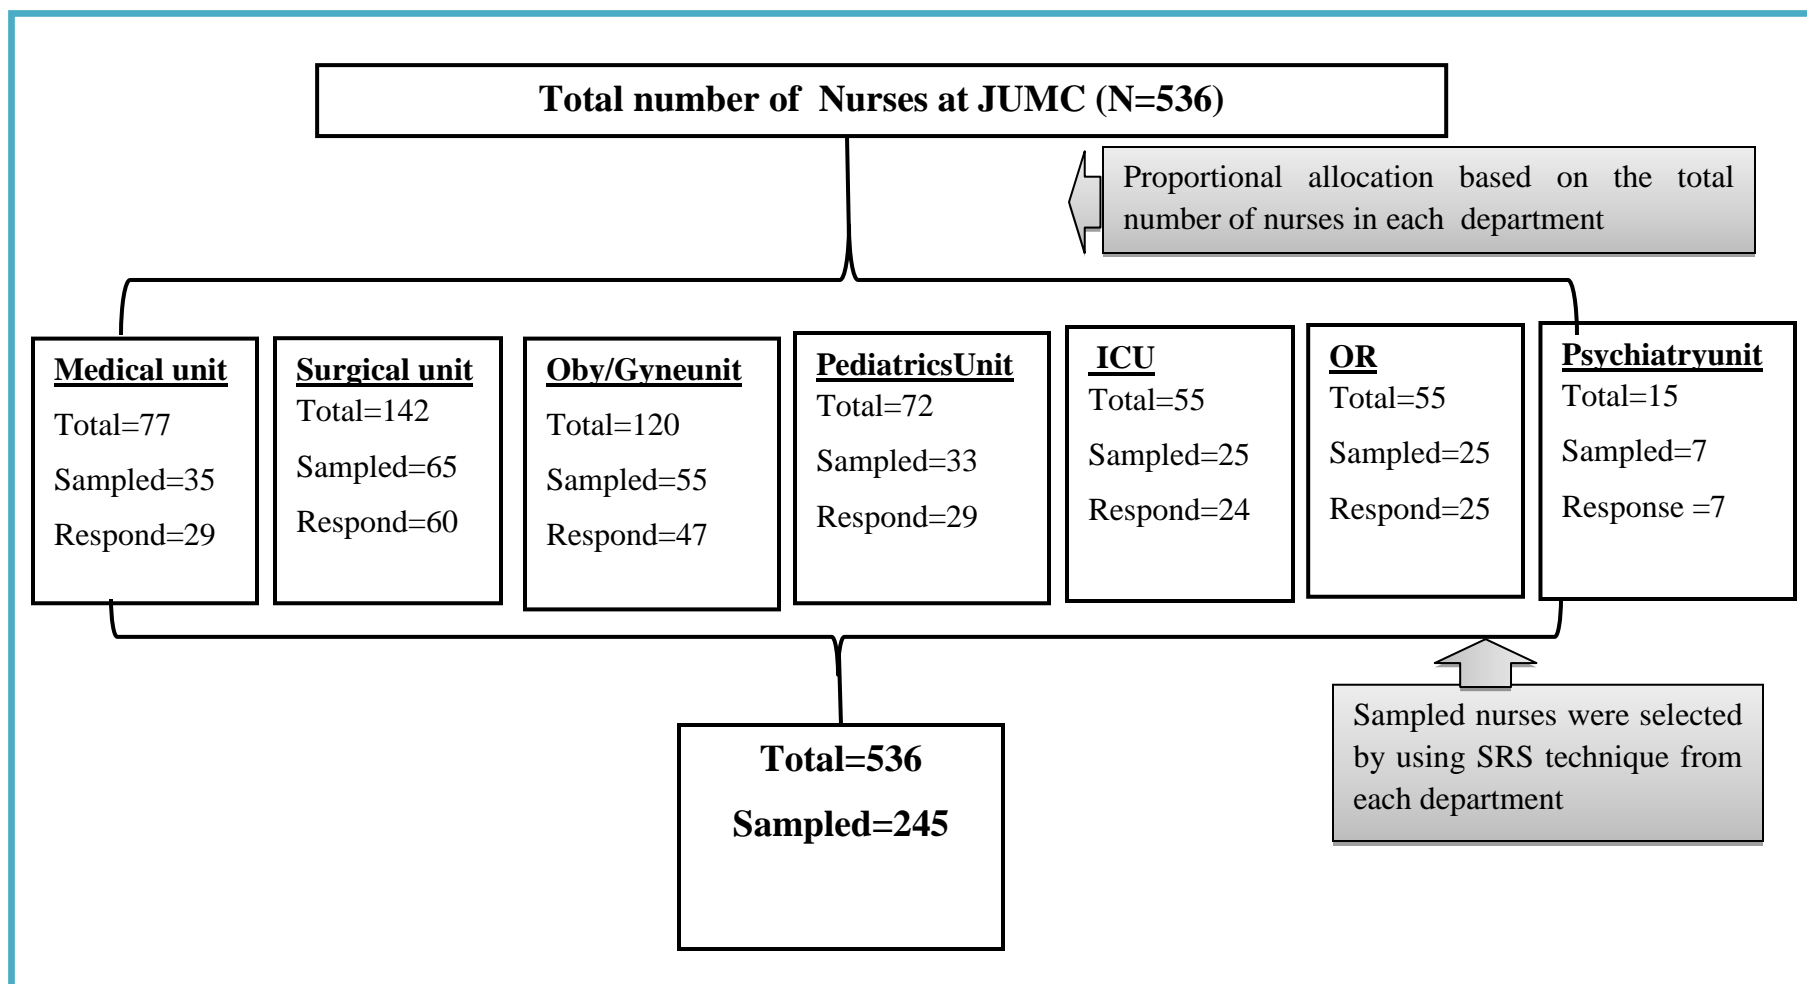 Total number of Nurses at JUMC (N=536)
Proportional allocation based on the total
number of nurses in each department
Medical unit
Total=77
Sampled=35
Respond=29
Surgical unit
Total=142
Sampled=65
Respond=60
Oby/Gyneunit
Total=120
Sampled=55
Respond=47
PediatricsUnit
Total=72
Sampled=33
Respond=29
ICU
Total=55
Sampled=25
Respond=24
OR
Total=55
Sampled=25
Respond=25
Psychiatryunit
Total=15
Sampled=7
Response =7
Sampled nurses were selected
by using SRS technique from
each department
Total=536
Sampled=245